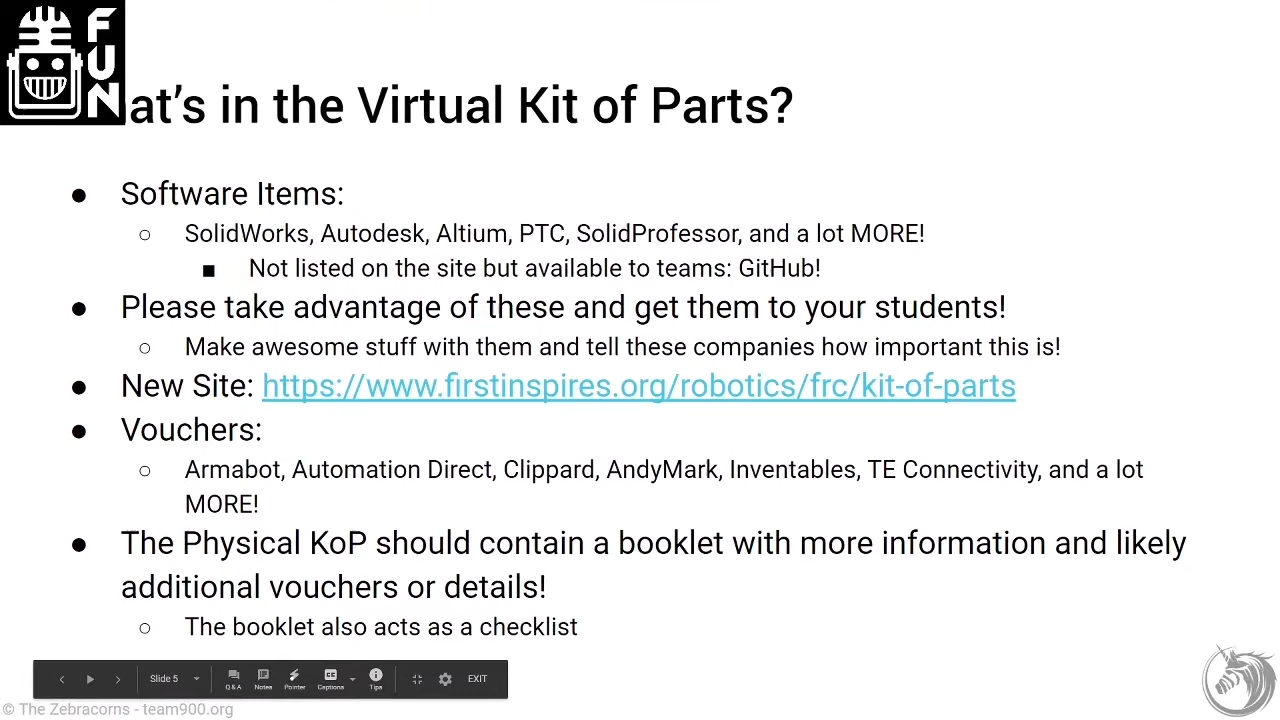 FUN
at's in the Virtual Kit of Parts?
● Software Items:
○ SolidWorks, Autodesk, Altium, PTC, SolidProfessor, and a lot MORE!
■ Not listed on the site but available to teams: GitHub!
● Please take advantage of these and get them to your students!
○ Make awesome stuff with them and tell these companies how important this is!
● New Site: https://www.firstinspires.org/robotics/frc/kit-of-parts
● Vouchers:
○ Armabot, Automation Direct, Clippard, AndyMark, Inventables, TE Connectivity, and a lot
MORE!
● The Physical KoP should contain a booklet with more information and likely
additional vouchers or details!
○ The booklet also acts as a checklist
Slide 5 Q&A Notes Pointer Captions Tips EXIT
© The Zebracorns - team900.org